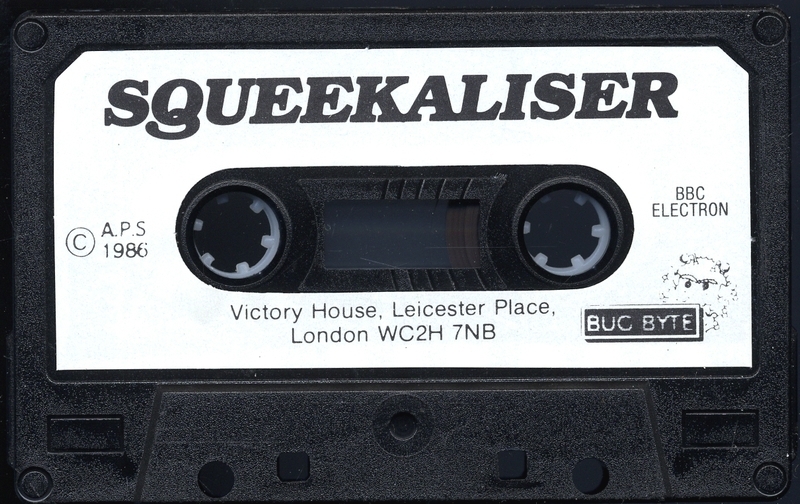 SQUEEKALISER
BBC
ELECTRON
© A.P.S
1986
Victory House, Leicester Place,
London WC2H 7NB
BUG BYTE